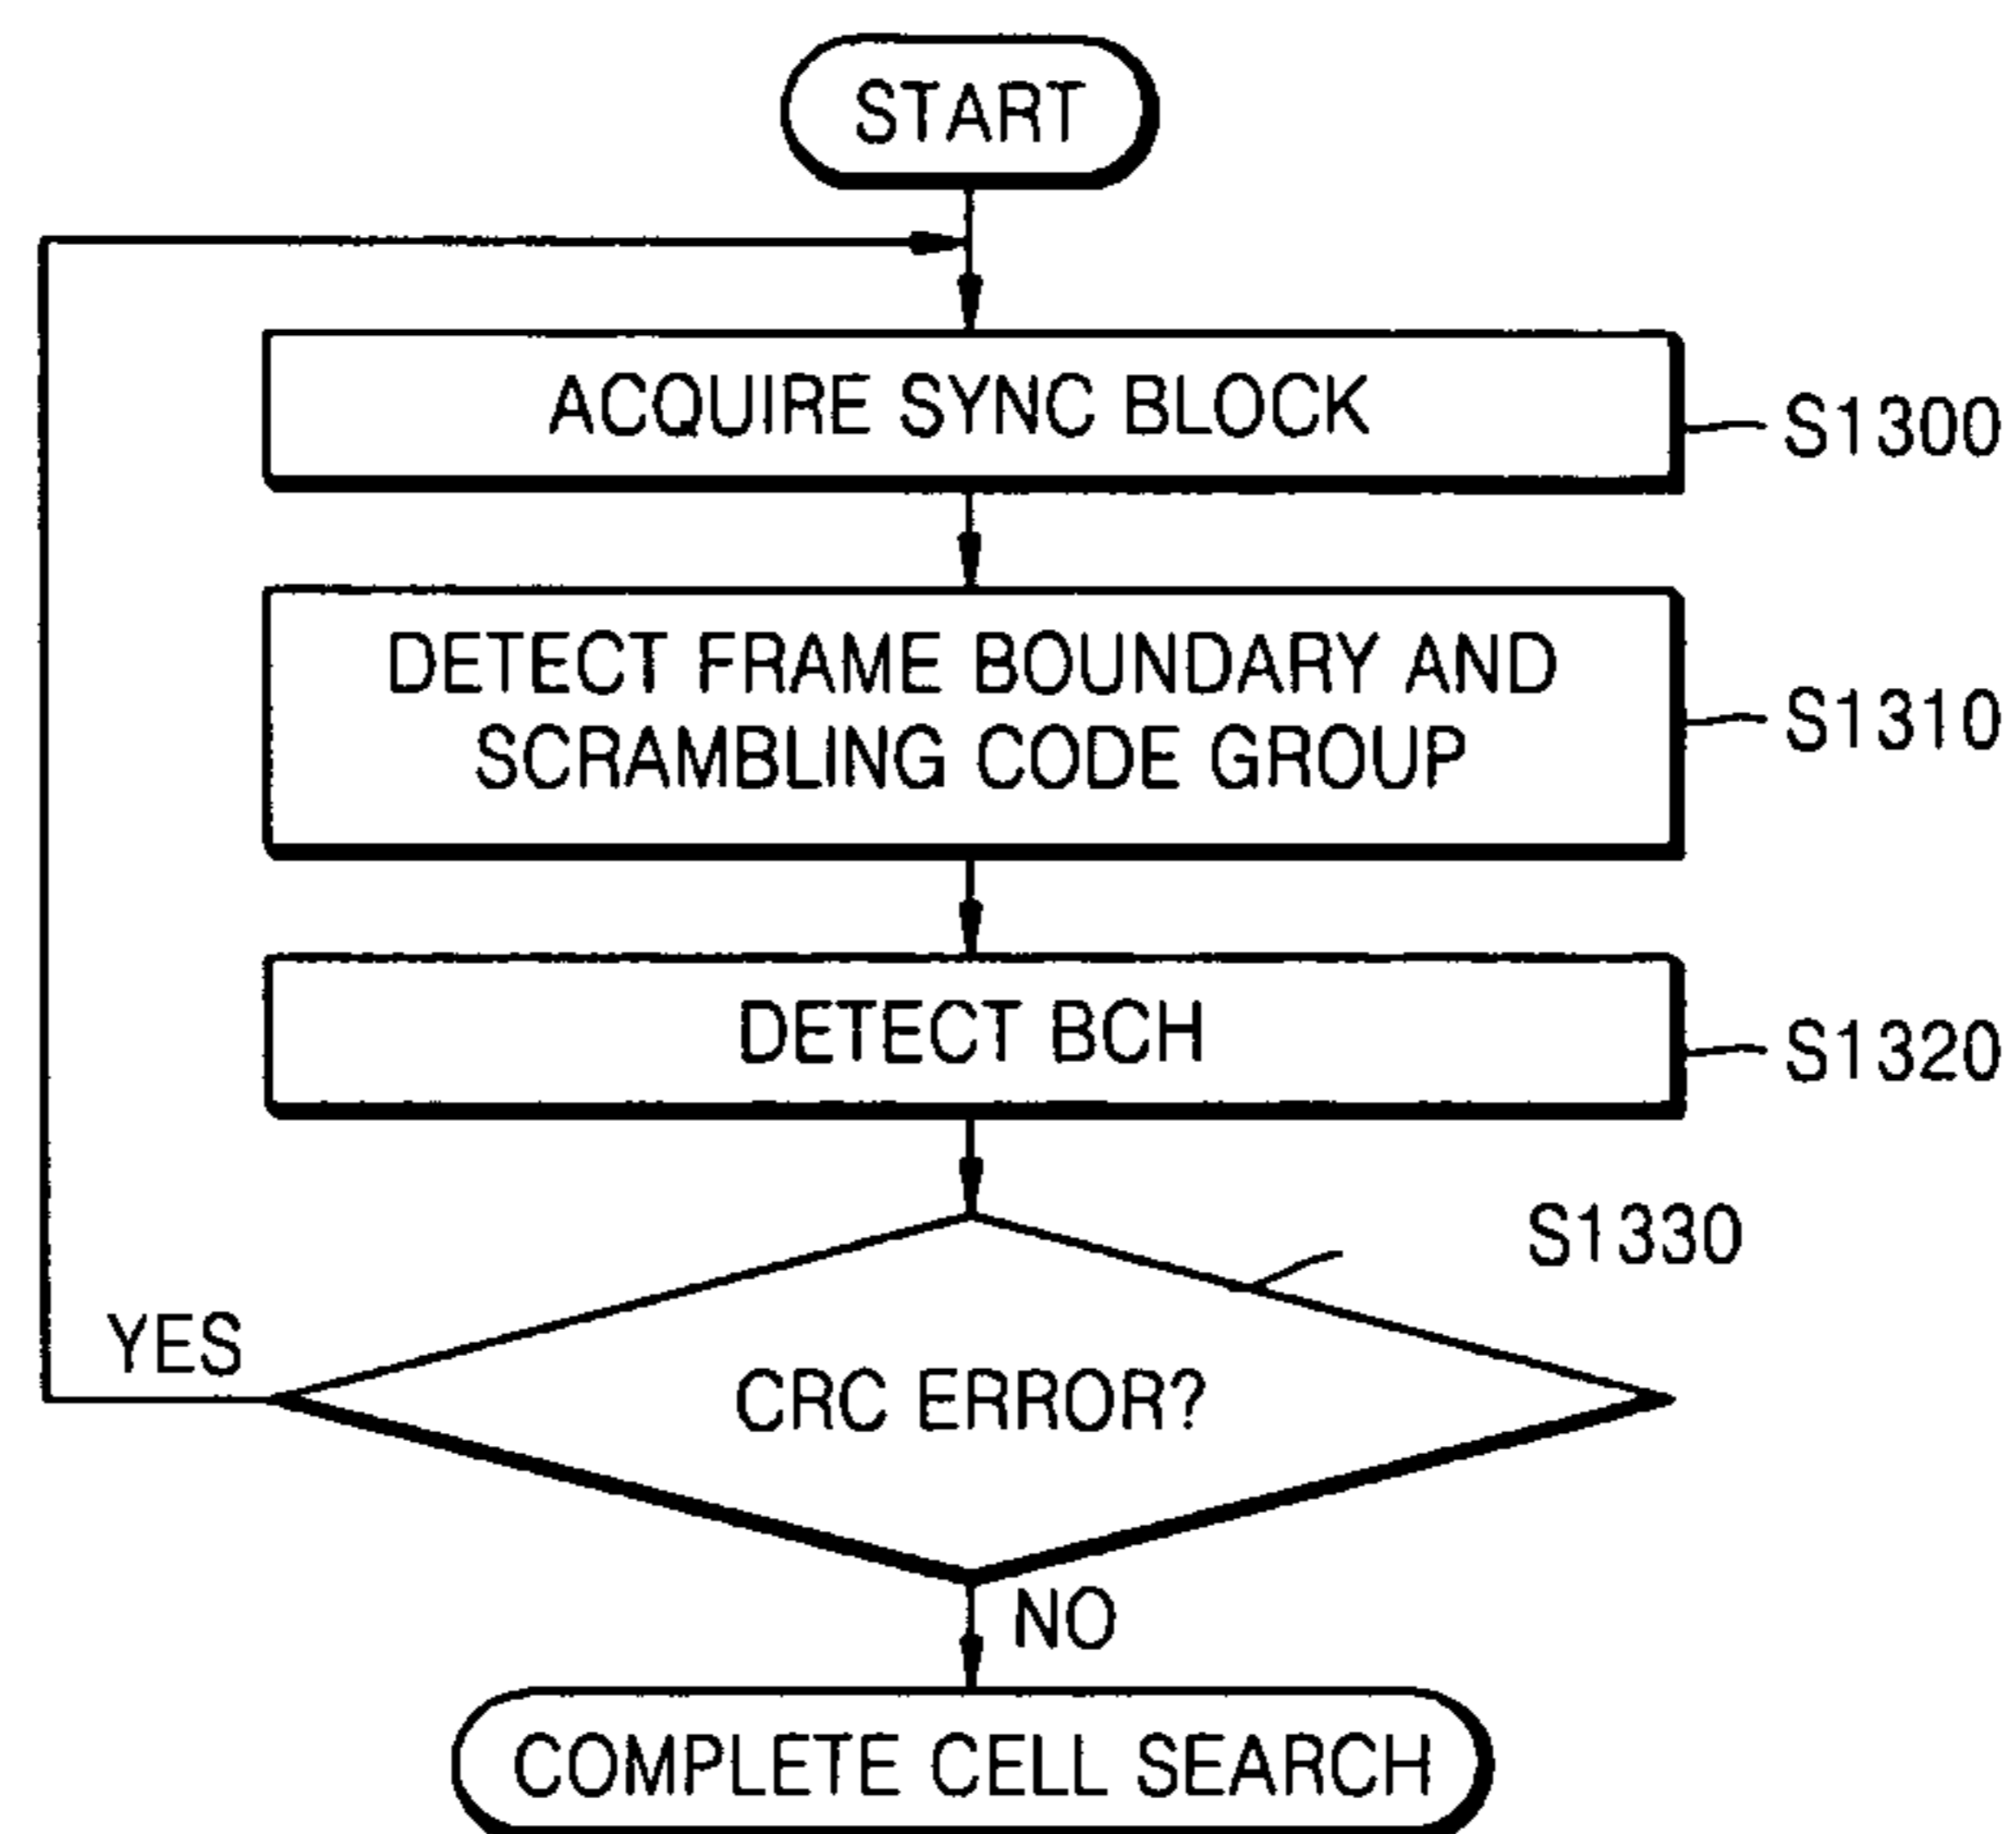 START
ACQUIRE SYNC BLOCK
S1300
DETECT FRAME BOUNDARY AND
SCRAMBLING CODE GROUP
S1310
DETECT BCH
S1320
S1330
YES
CRC ERROR?
NO
COMPLETE CELL SEARCH